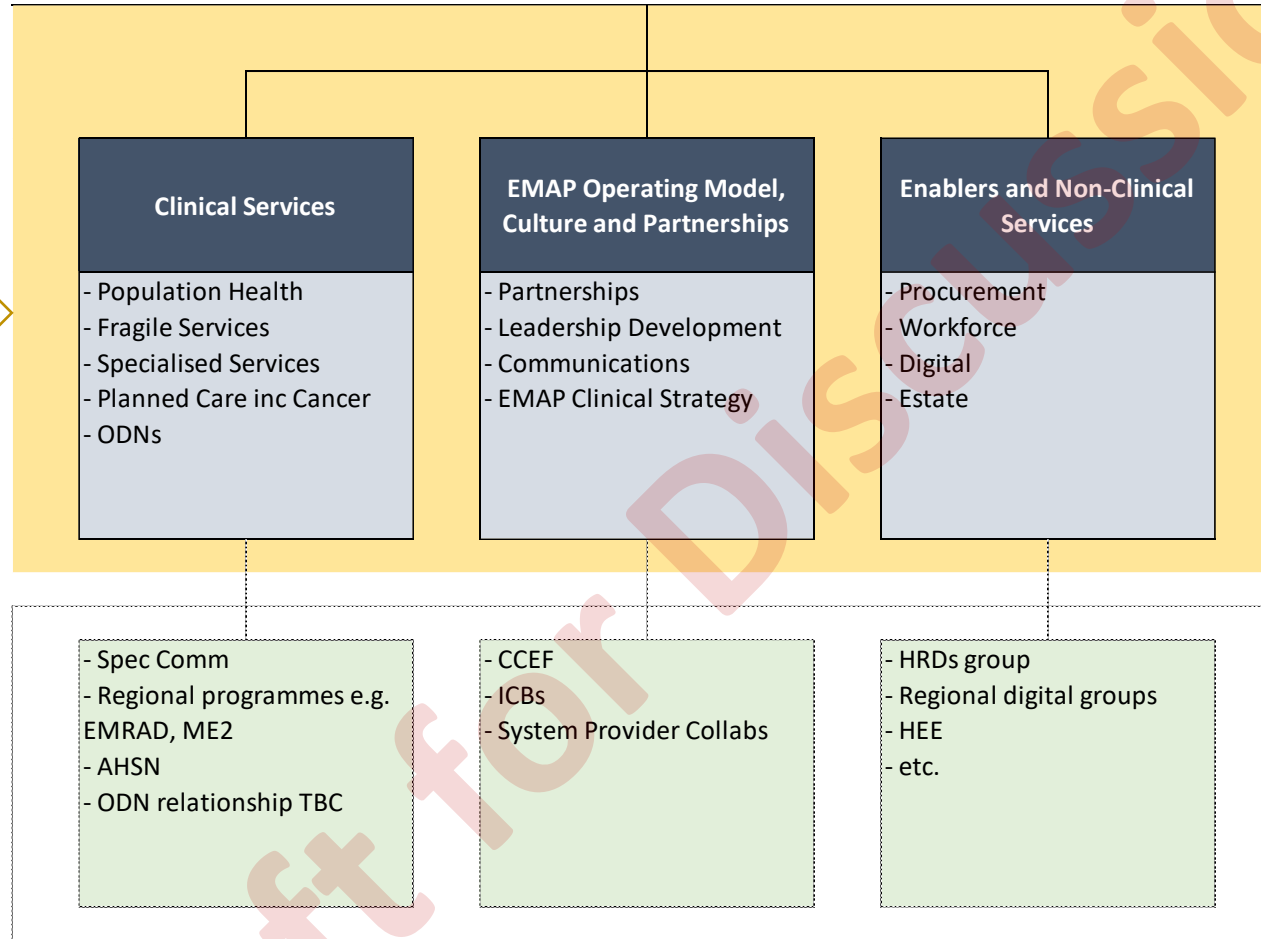 Clinical Services
- Population Health
- Fragile Services
- Specialised Services
- Planned Care inc Cancer
- ODNs
EMAP Operating Model,
Culture and Partnerships
- Partnerships
- Leadership Development
- Communications
- EMAP Clinical Strategy
Enablers and Non-Clinical
Services
- Procurement
- Workforce
- Digital
- Estate
- Spec Comm
- Regional programmes e.g.
EMRAD, ME2
- AHSN
- ODN relationship TBC
- CCEF
- ICBs
- System Provider Collabs
- HRDs group
- Regional digital groups
- HEE
- etc.
ft for Discussio